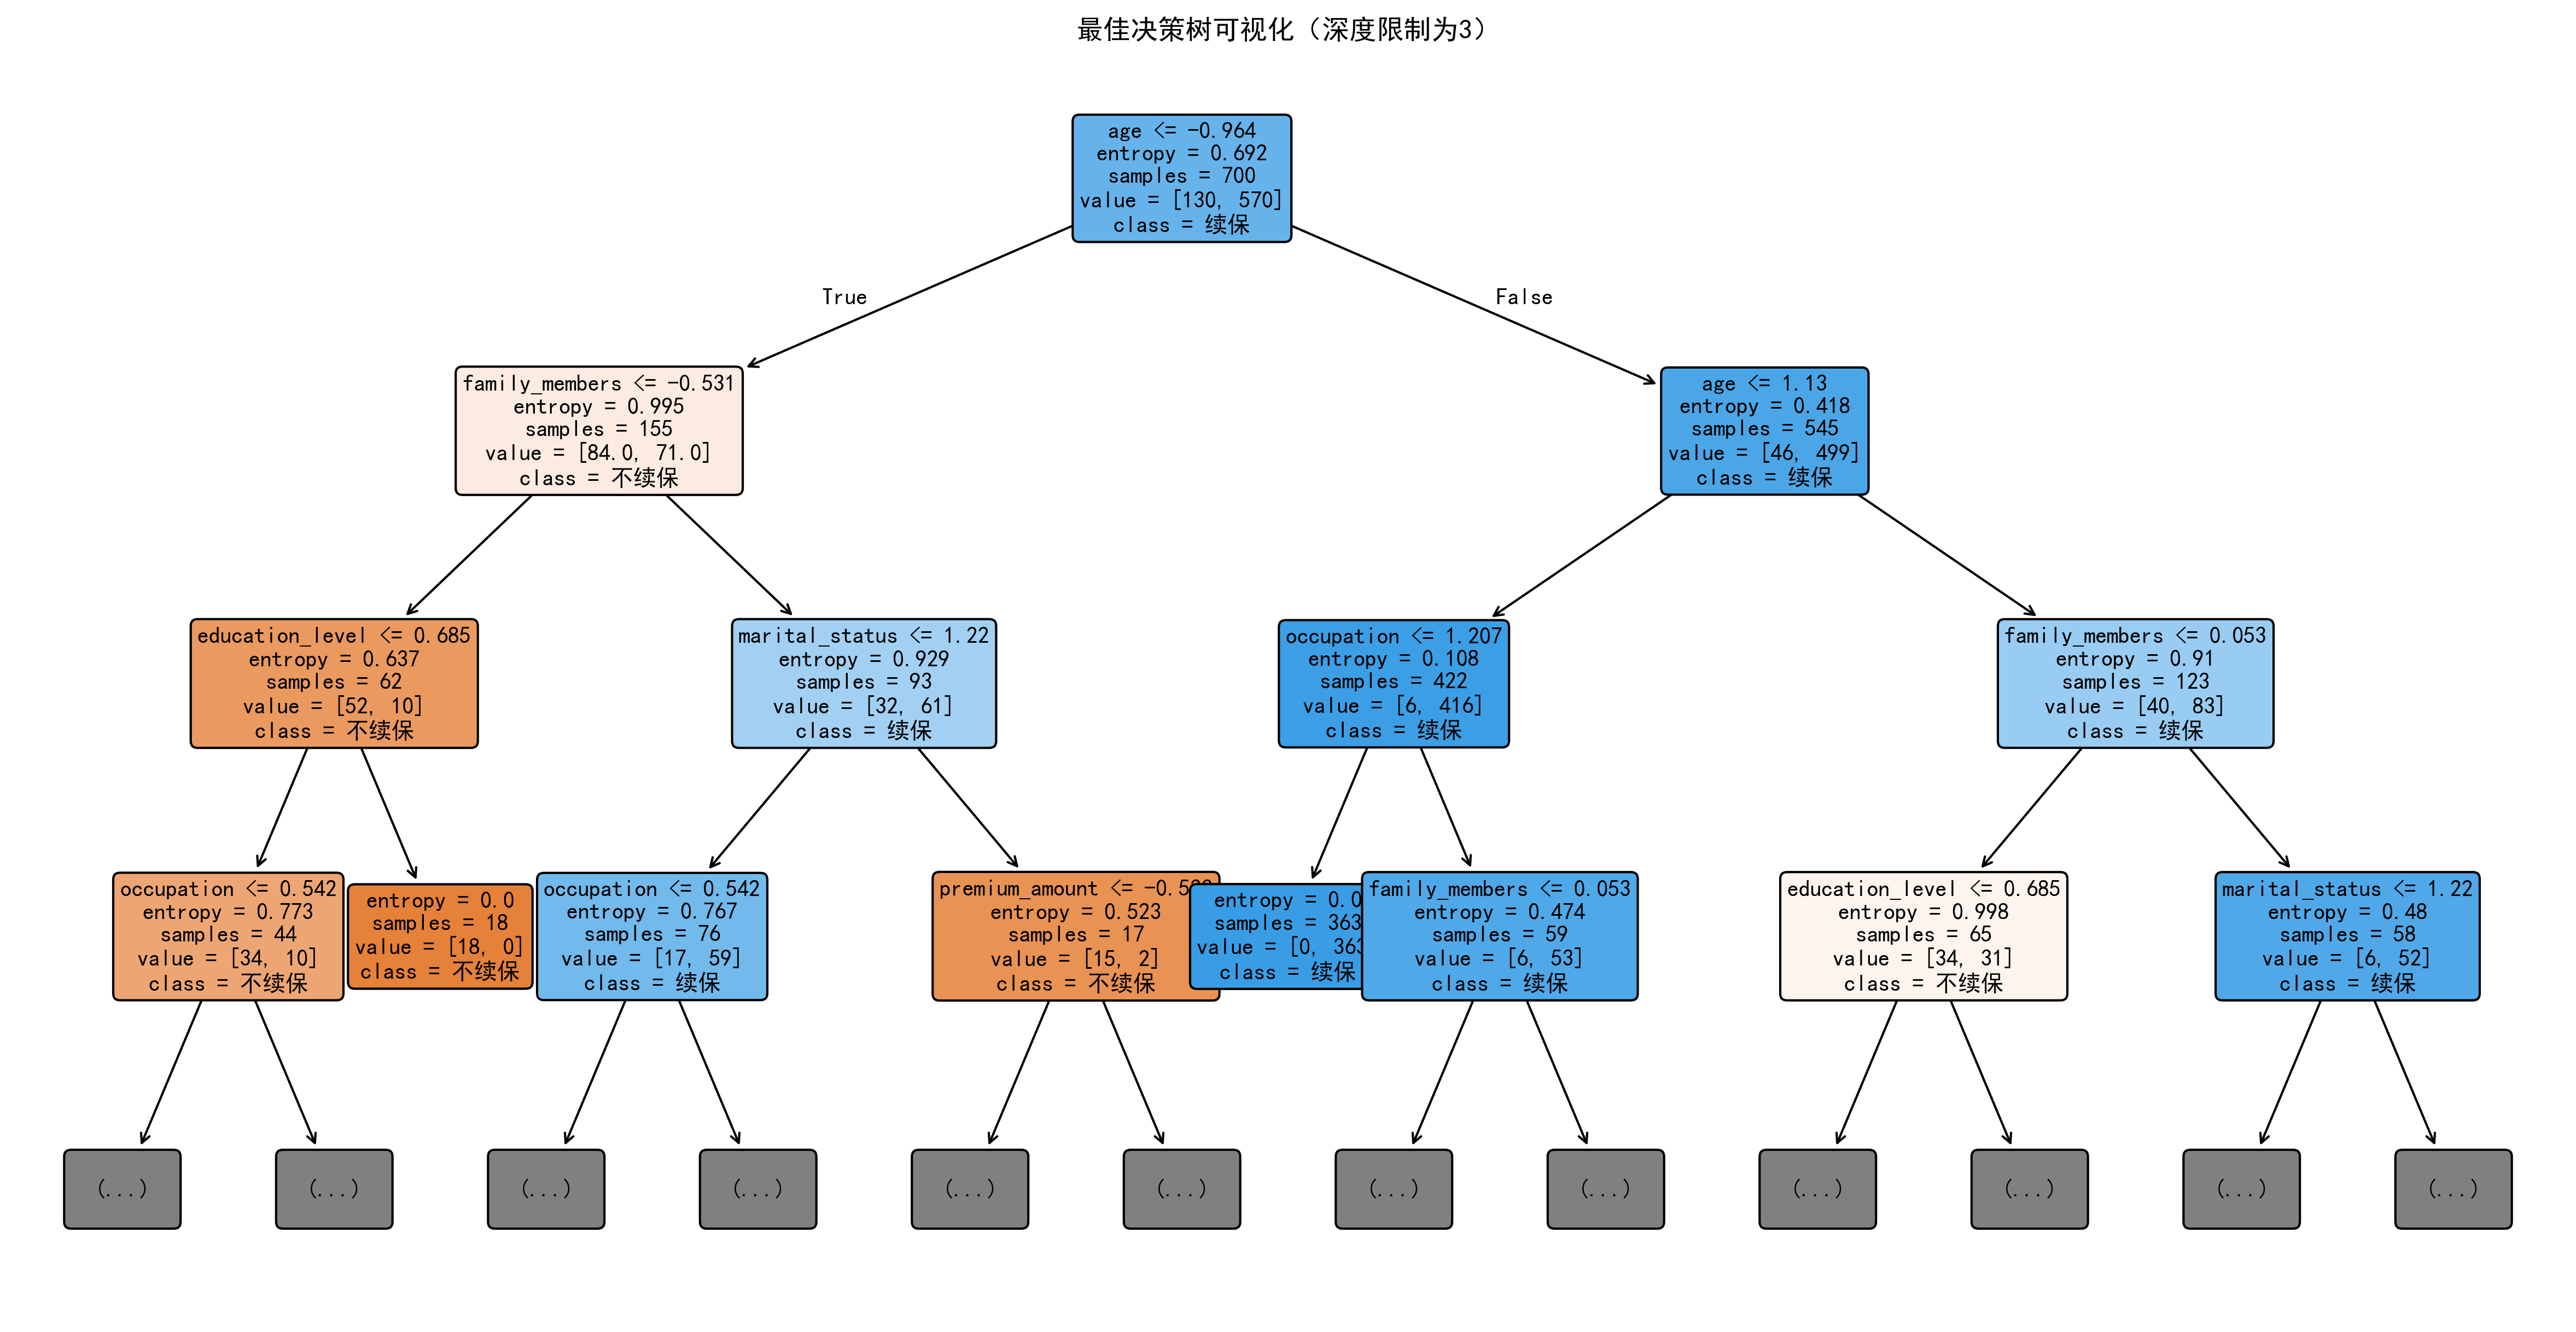 最佳决策树可视化（深度限制为3）
age <= -0.964
entropy = 0.692
samples = 700
value = [130, 570]
class = 续保
True
False
family_members <= -0.531
entropy = 0.995
samples = 155
value = [84.0, 71.0]
class = 不续保
age <= 1.13
entropy = 0.418
samples = 545
value = [46, 499]
class = 续保
education_level <= 0.685
entropy = 0.637
samples = 62
value = [52, 10]
class = 不续保
marital_status <= 1.22
entropy = 0.929
samples = 93
value = [32, 61]
class = 续保
occupation <= 1.207
entropy = 0.108
samples = 422
value = [6, 416]
class = 续保
family_members <= 0.053
entropy = 0.91
samples = 123
value = [40, 83]
class = 续保
occupation <= 0.542
entropy = 0.773
samples = 44
value = [34, 10]
class = 不续保
entropy = 0.0
samples = 18
value = [18, 0]
class = 不续保
occupation <= 0.542
entropy = 0.767
samples = 76
value = [17, 59]
class = 续保
premium_amount <=
entropy = 0.523
samples = 17
value = [15, 2]
class = 不续保
entropy = 0.0
samples = 363
value = [0, 363
class = 续保
family_members <= 0.053
entropy = 0.474
samples = 59
value = [6, 53]
class = 续保
education_level <= 0.685
entropy = 0.998
samples = 65
value = [34, 31]
class = 不续保
marital_status <= 1.22
entropy = 0.48
samples = 58
value = [6, 52]
class = 续保
(...)
(...)
(...)
(...)
(...)
(...)
(...)
(...)
(...)
(...)
(...)
(...)